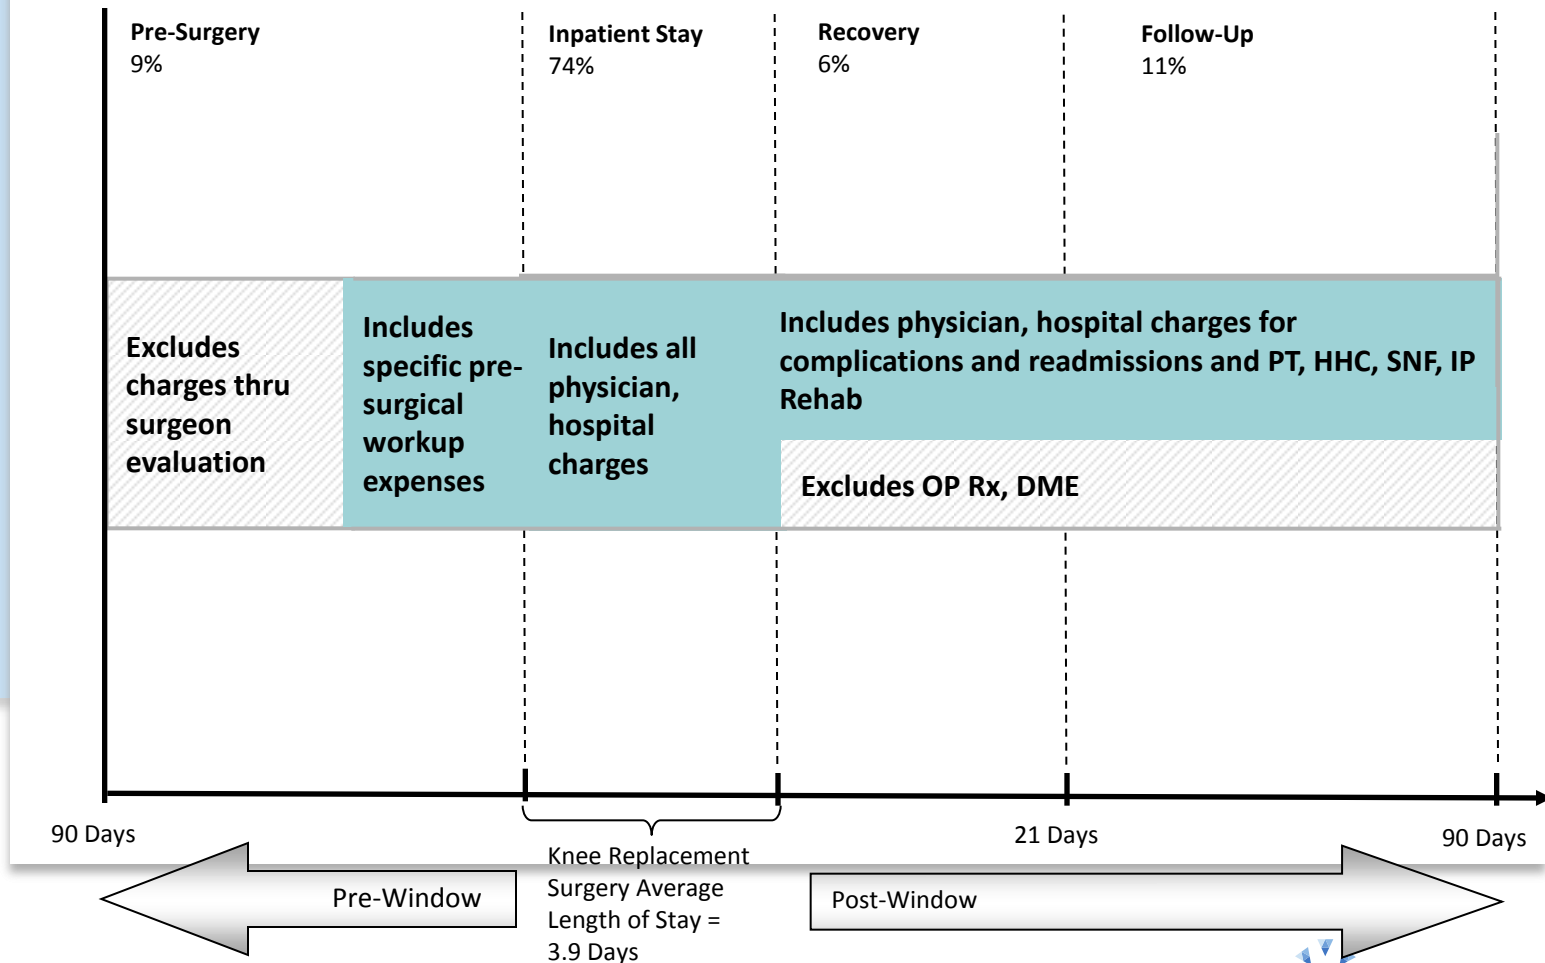 Pre-Surgery
9%
Inpatient Stay
74%
Recovery
6%
Follow-Up
11%
Excludes
charges thru
surgeon
evaluation
Includes
specific pre-
surgical
workup
expenses
Includes all
physician,
hospital
charges
Includes physician, hospital charges for
complications and readmissions and PT, HHC, SNF, IP
Rehab
Excludes OP Rx, DME
90 Days
21 Days
90 Days
Pre-Window
Knee Replacement
Surgery Average
Length of Stay =
3.9 Days
Post-Window